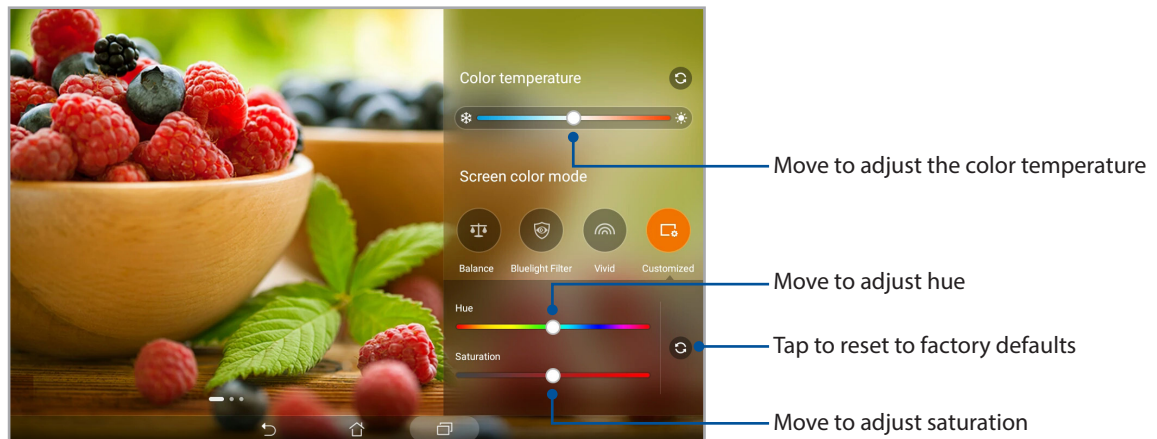 Color temperature
Move to adjust the color temperature
Screen color mode
Balance Bluelight Filter Vivid Customized
Move to adjust hue
Hue
Tap to reset to factory defaults
Saturation
Move to adjust saturation